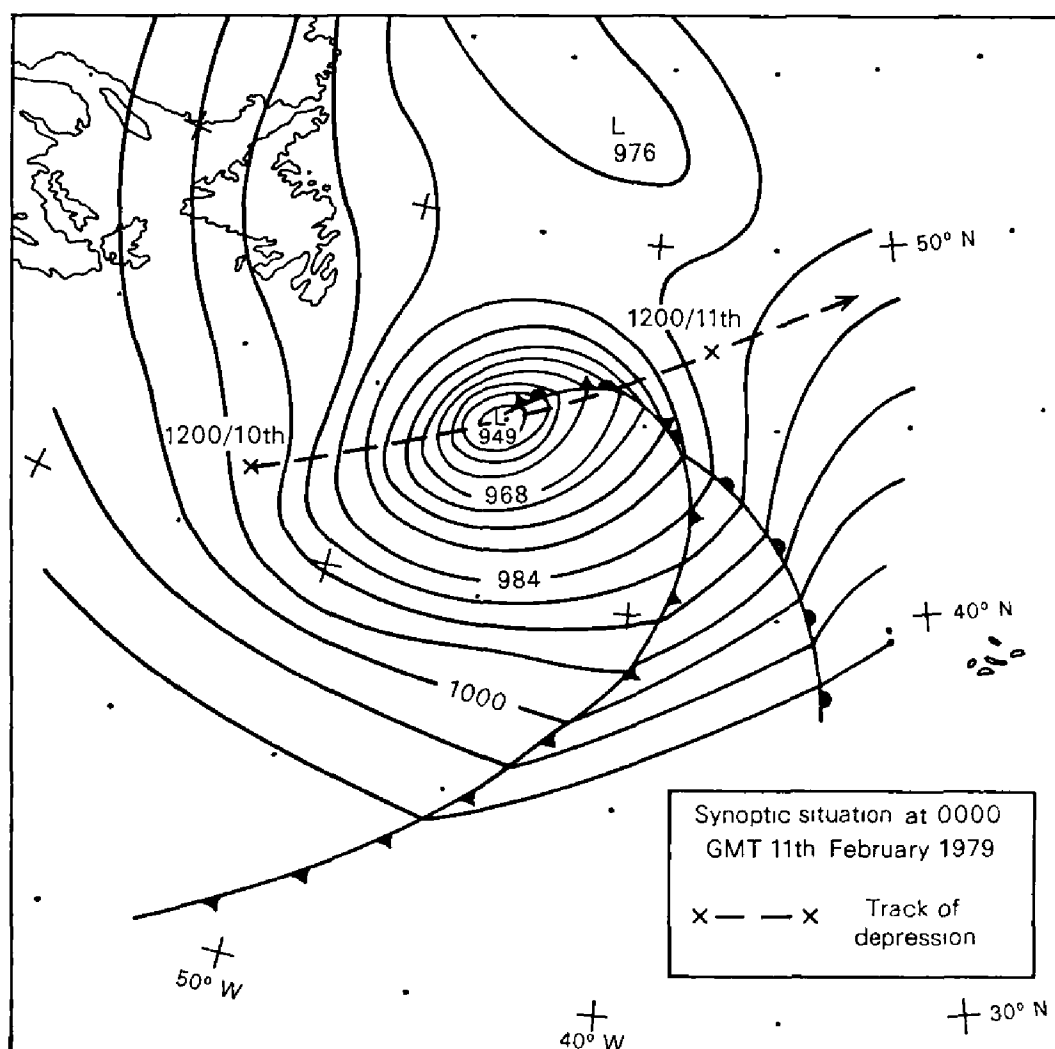 L
976
50° N
1200/11th
1200/10th
L
949
968
984
40° N
1000
Synoptic situation at 0000
GMT 11th February 1979
×— — —× Track of
depression
50° W
40° W
30° N